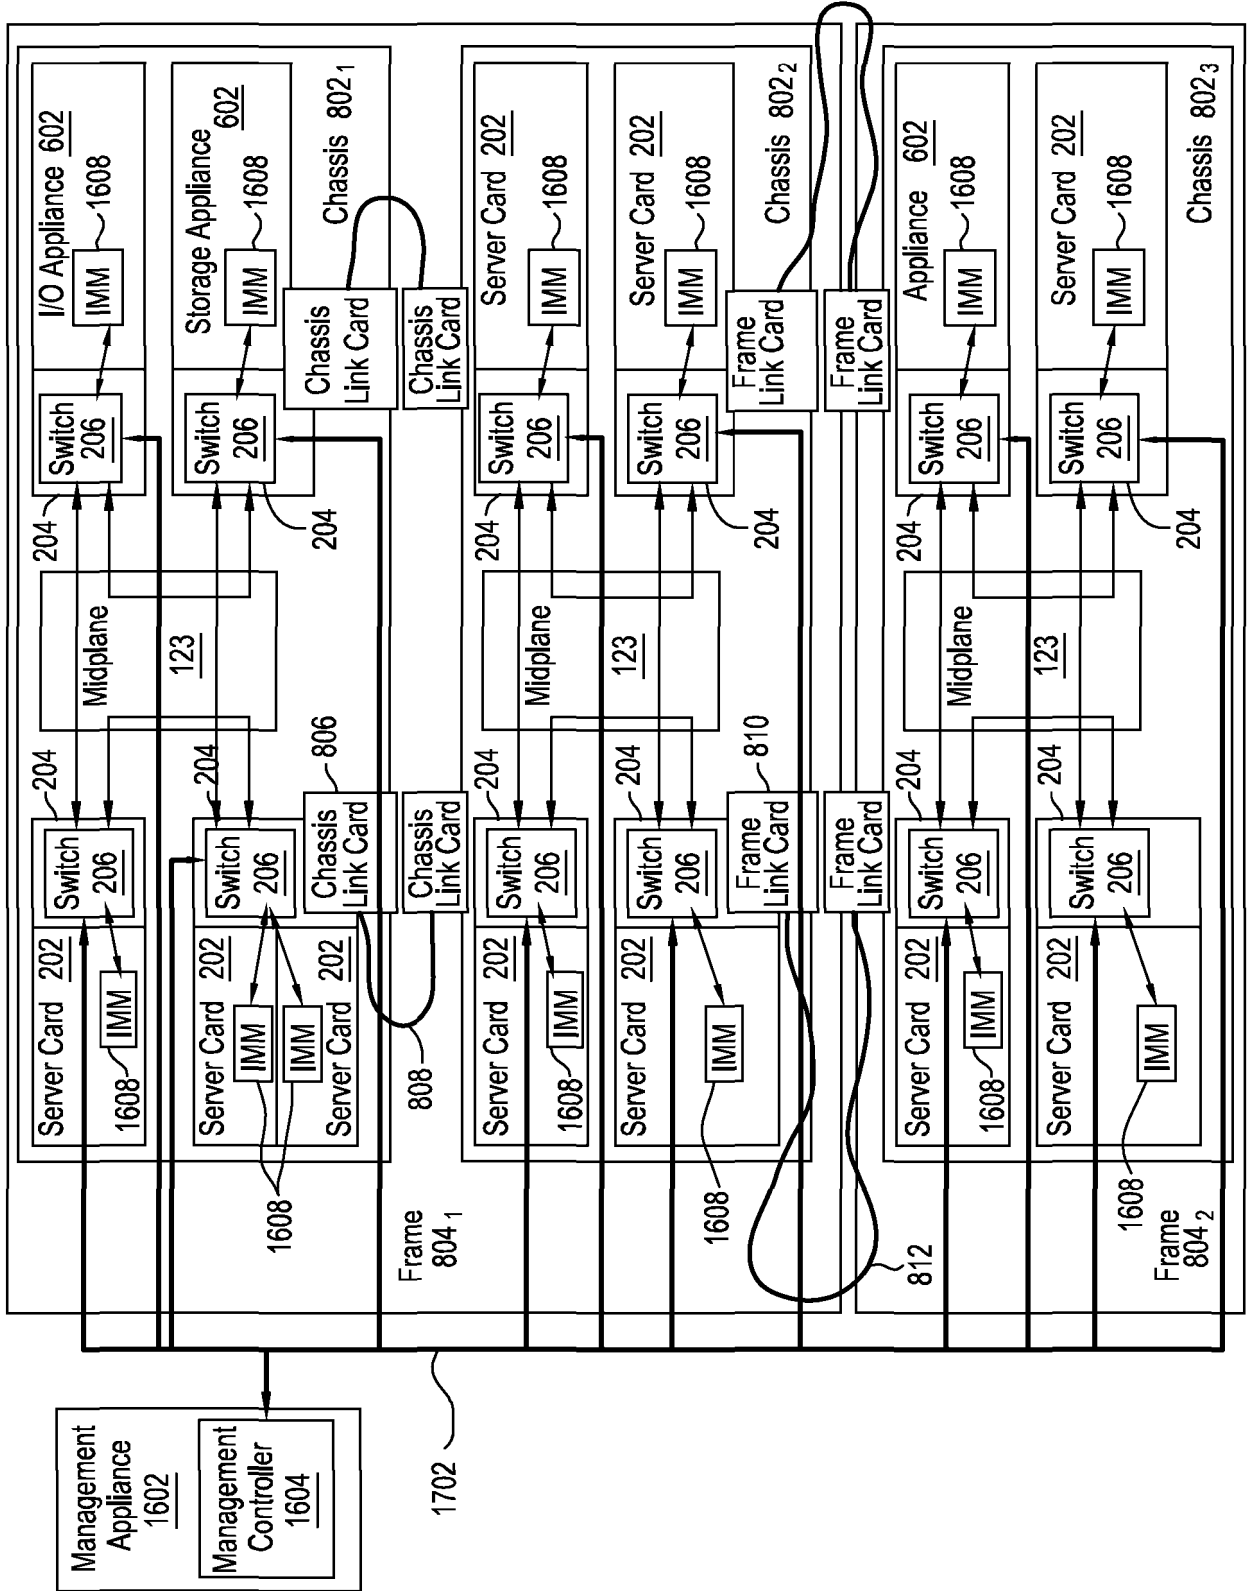 Management
Appliance
1602
Management
Controller
1604
1702
Frame
804 1
Server Card 202
IMM
1608
Switch
206
204
Midplane
123
204
Switch
206
IMM
1608
I/O Appliance 602
Server Card 202
IMM
IMM
1608
Server Card 202
Switch
206
204
Switch
206
204
IMM
1608
Storage Appliance 602
Chassis
Link Card
806
Chassis
Link Card
Chassis 802 1
808
Chassis
Link Card
Chassis
Link Card
Server Card 202
IMM
1608
Switch
206
204
Midplane
123
204
Switch
206
IMM
1608
Server Card 202
Server Card 202
IMM
1608
Switch
206
204
Switch
206
204
IMM
1608
Server Card 202
Frame
Link Card
810
Frame
Link Card
Chassis 802 2
812
Frame
Link Card
Frame
Link Card
Server Card 202
IMM
1608
Switch
206
204
Midplane
123
204
Switch
206
IMM
1608
Appliance 602
Server Card 202
IMM
1608
Switch
206
204
Switch
206
204
IMM
1608
Server Card 202
Frame
804 2
Chassis 802 3